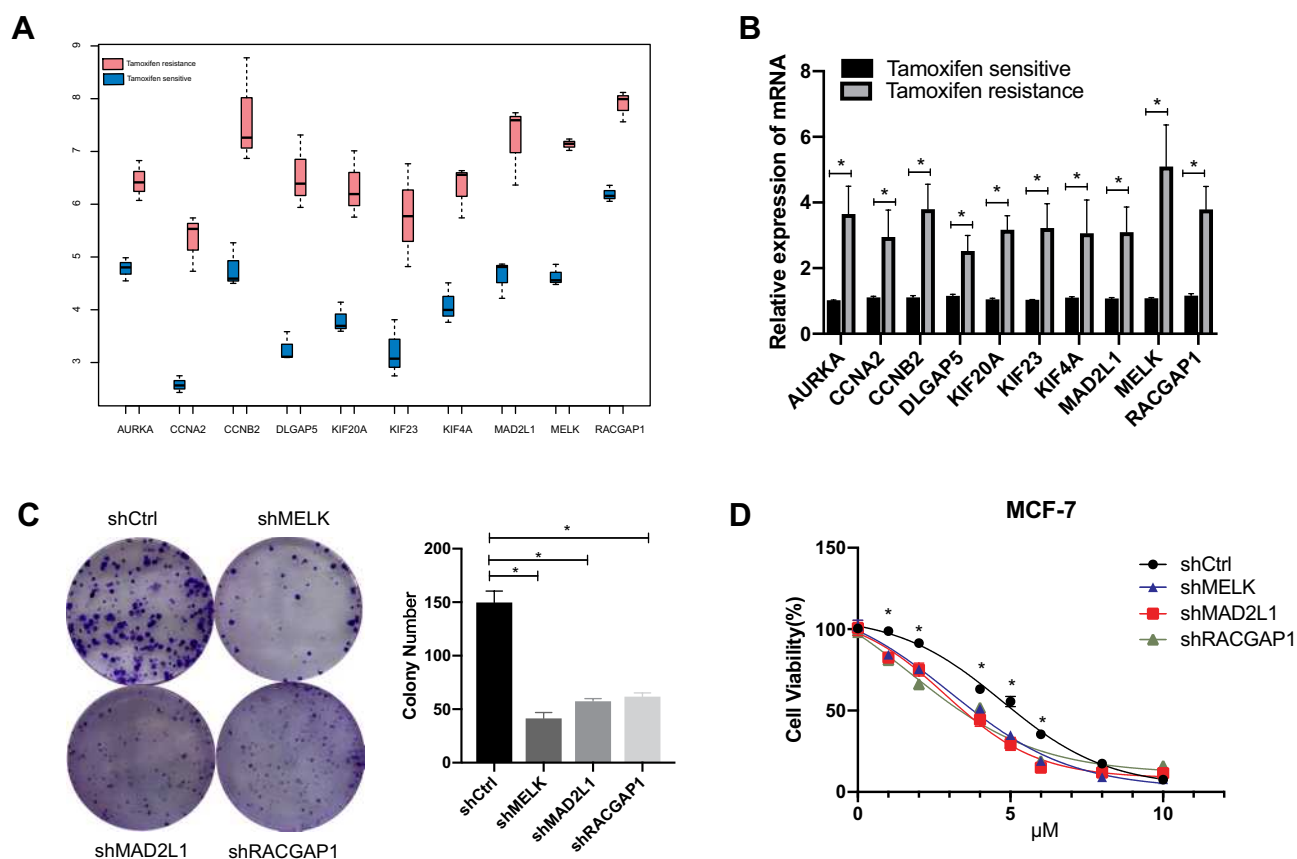 A
9
8
7
6
5
4
3
Tamoxifen resistance
Tamoxifen sensitive
AURKA CCNA2 CCNB2 DLGAP5 KIF20A KIF23 KIF4A MAD2L1 MELK RACGAP1
B
Relative expression of mRNA
8
6
4
2
0
Tamoxifen sensitive
Tamoxifen resistance
* * * * * * * * * *
AURKA CCNA2 CCNB2 DLGAP5 KIF20A KIF23 KIF4A MAD2L1 MELK RACGAP1
C
shCtrl shMELK
shMAD2L1 shRACGAP1
Colony Number
200
150
100
50
0
*
*
*
shCtrl shMELK shMAD2L1 shRACGAP1
D
MCF-7
Cell Viability(%)
150
100
50
0
* * * * *
shCtrl
shMELK
shMAD2L1
shRACGAP1
0 5 10
μM